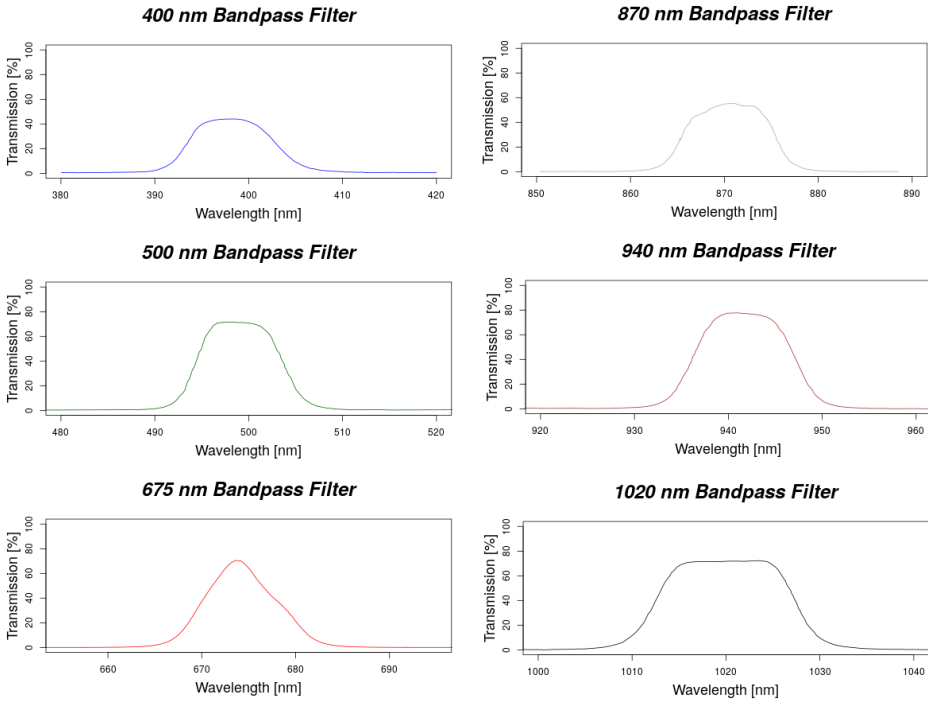 400 nm Bandpass Filter
Transmission [%]
0 20 40 60 80 100
380 390 400 410 420
Wavelength [nm]
870 nm Bandpass Filter
Transmission [%]
0 20 40 60 80 100
850 860 870 880 890
Wavelength [nm]
500 nm Bandpass Filter
Transmission [%]
0 20 40 60 80 100
480 490 500 510 520
Wavelength [nm]
940 nm Bandpass Filter
Transmission [%]
0 20 40 60 80 100
920 930 940 950 960
Wavelength [nm]
675 nm Bandpass Filter
Transmission [%]
0 20 40 60 80 100
660 670 680 690
Wavelength [nm]
1020 nm Bandpass Filter
Transmission [%]
0 20 40 60 80 100
1000 1010 1020 1030 1040
Wavelength [nm]